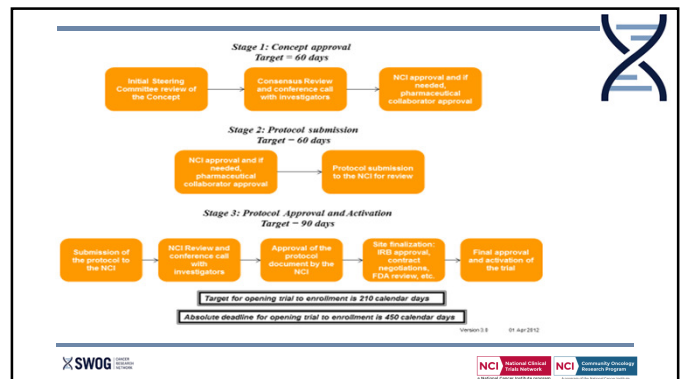 Stage 1: Concept approval
Target = 60 days
Initial Steering
Committee review of
the Concept
Consensus Review
and conference call
with investigators
NCI approval and if
needed,
pharmaceutical
collaborator approval
Stage 2: Protocol submission
Target = 60 days
NCI approval and if
needed,
pharmaceutical
collaborator approval
Protocol submission
to the NCI for review
Stage 3: Protocol Approval and Activation
Target = 90 days
Submission of
the protocol to
the NCI
NCI Review and
conference call
with
investigators
Approval of the
protocol
document by the
NCI
Site finalization:
IRB approval,
contract
negotiations,
FDA review, etc.
Final approval
and activation of
the trial
Target for opening trial to enrollment is 210 calendar days
Absolute deadline for opening trial to enrollment is 450 calendar days
Version 3.0 01 Apr 2012
SWOG
CANCER
RESEARCH
NETWORK
NCI National Clinical
Trials Network
a National Cancer Institute program
NCI Community Oncology
Research Program